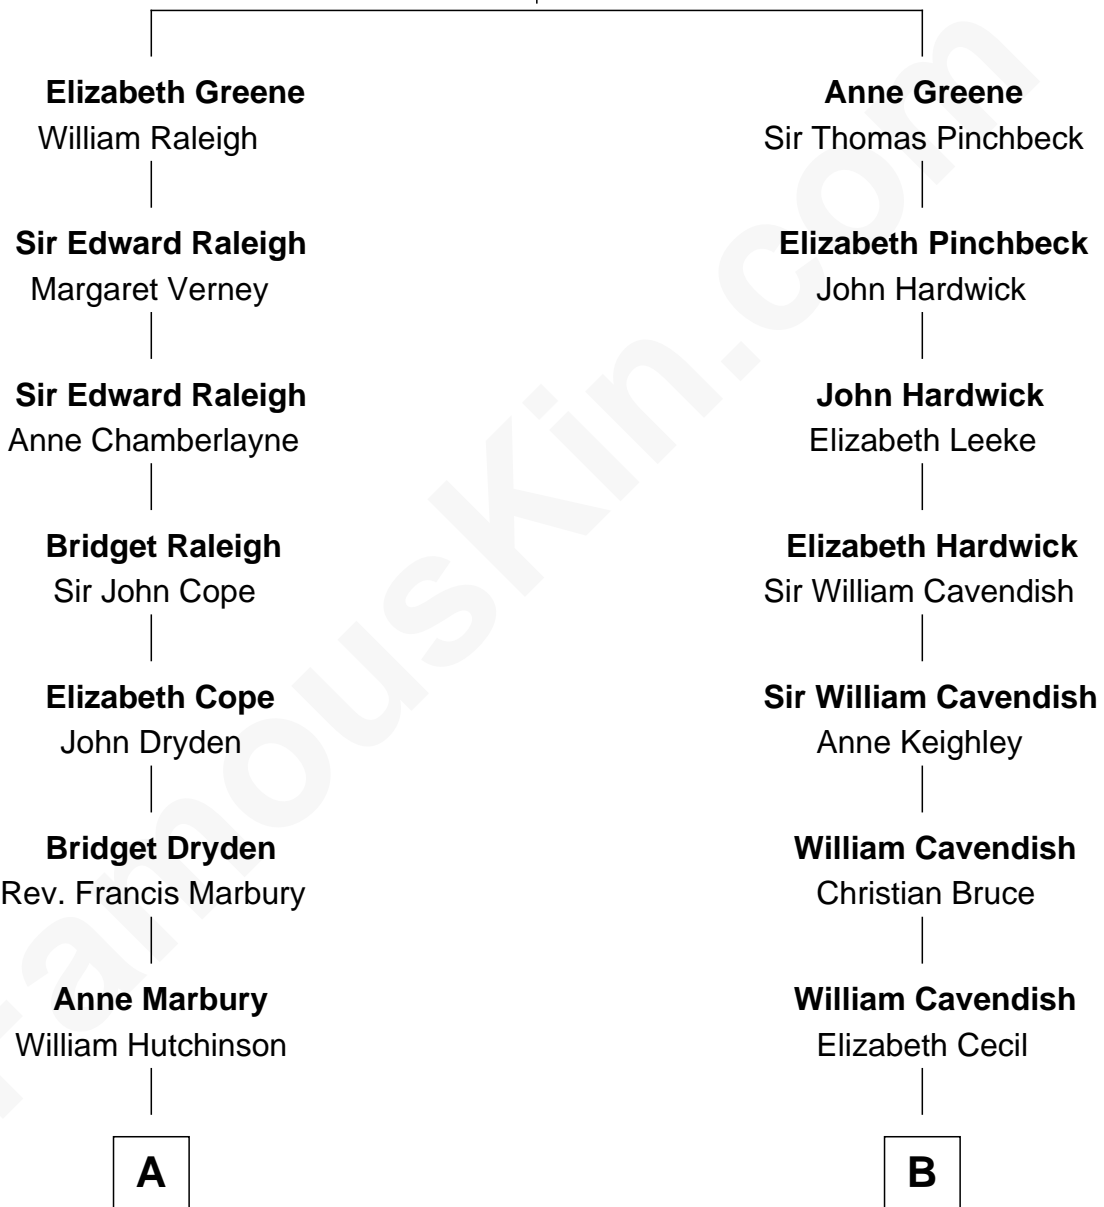 Elizabeth Greene
William Raleigh
Sir Edward Raleigh
Margaret Verney
Sir Edward Raleigh
Anne Chamberlayne
Bridget Raleigh
Sir John Cope
Elizabeth Cope
John Dryden
Bridget Dryden
Rev. Francis Marbury
Anne Marbury
William Hutchinson
A
Anne Greene
Sir Thomas Pinchbeck
Elizabeth Pinchbeck
John Hardwick
John Hardwick
Elizabeth Leeke
Elizabeth Hardwick
Sir William Cavendish
Sir William Cavendish
Anne Keighley
William Cavendish
Christian Bruce
William Cavendish
Elizabeth Cecil
B
FamousKin.com